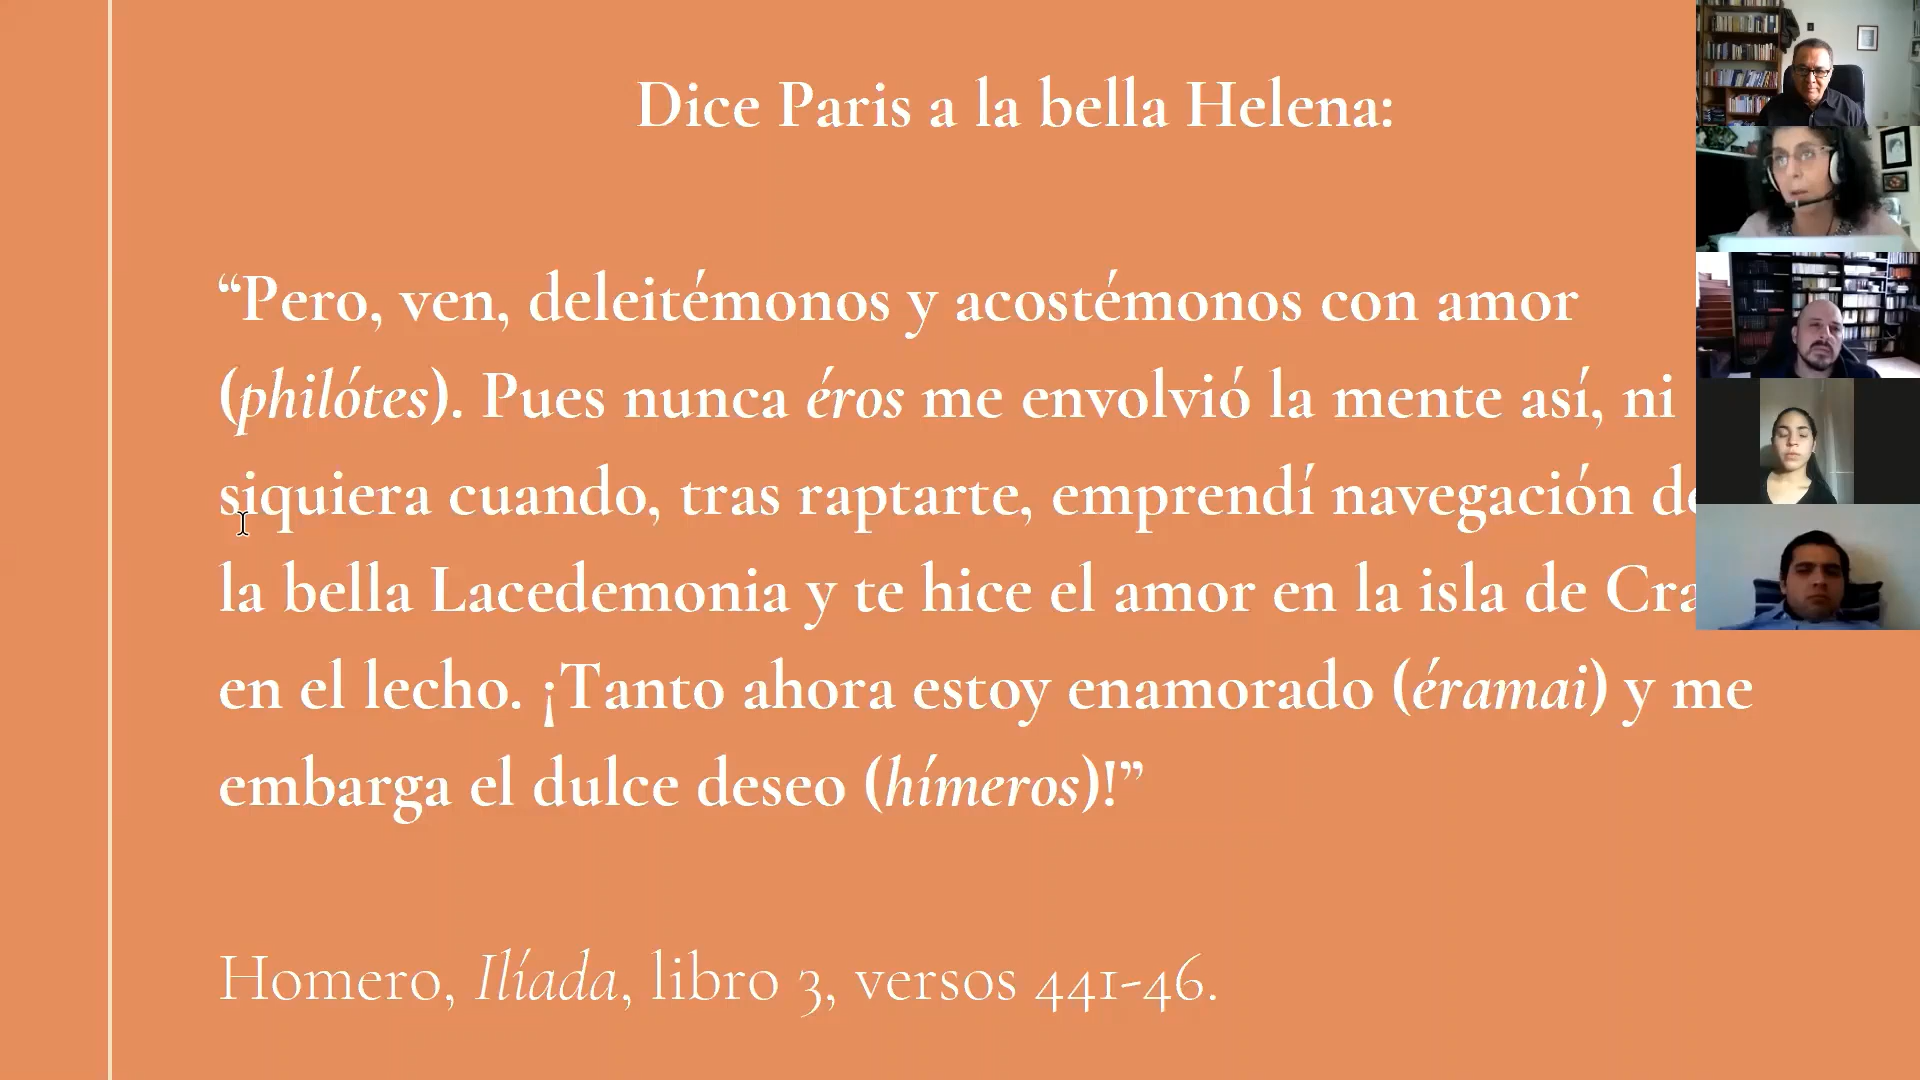 Dice Paris a la bella Helena:
“Pero, ven, deleitémonos y acostémonos con amor
(philótes). Pues nunca éros me envolvió la mente así, ni
siquiera cuando, tras raptarte, emprendí navegación de
la bella Lacedemonia y te hice el amor en la isla de
en el lecho. ¡Tanto ahora estoy enamorado (éramai) y me
embarga el dulce deseo (hímeros)!”
Homero, Ilíada, libro 3, versos 441-46.